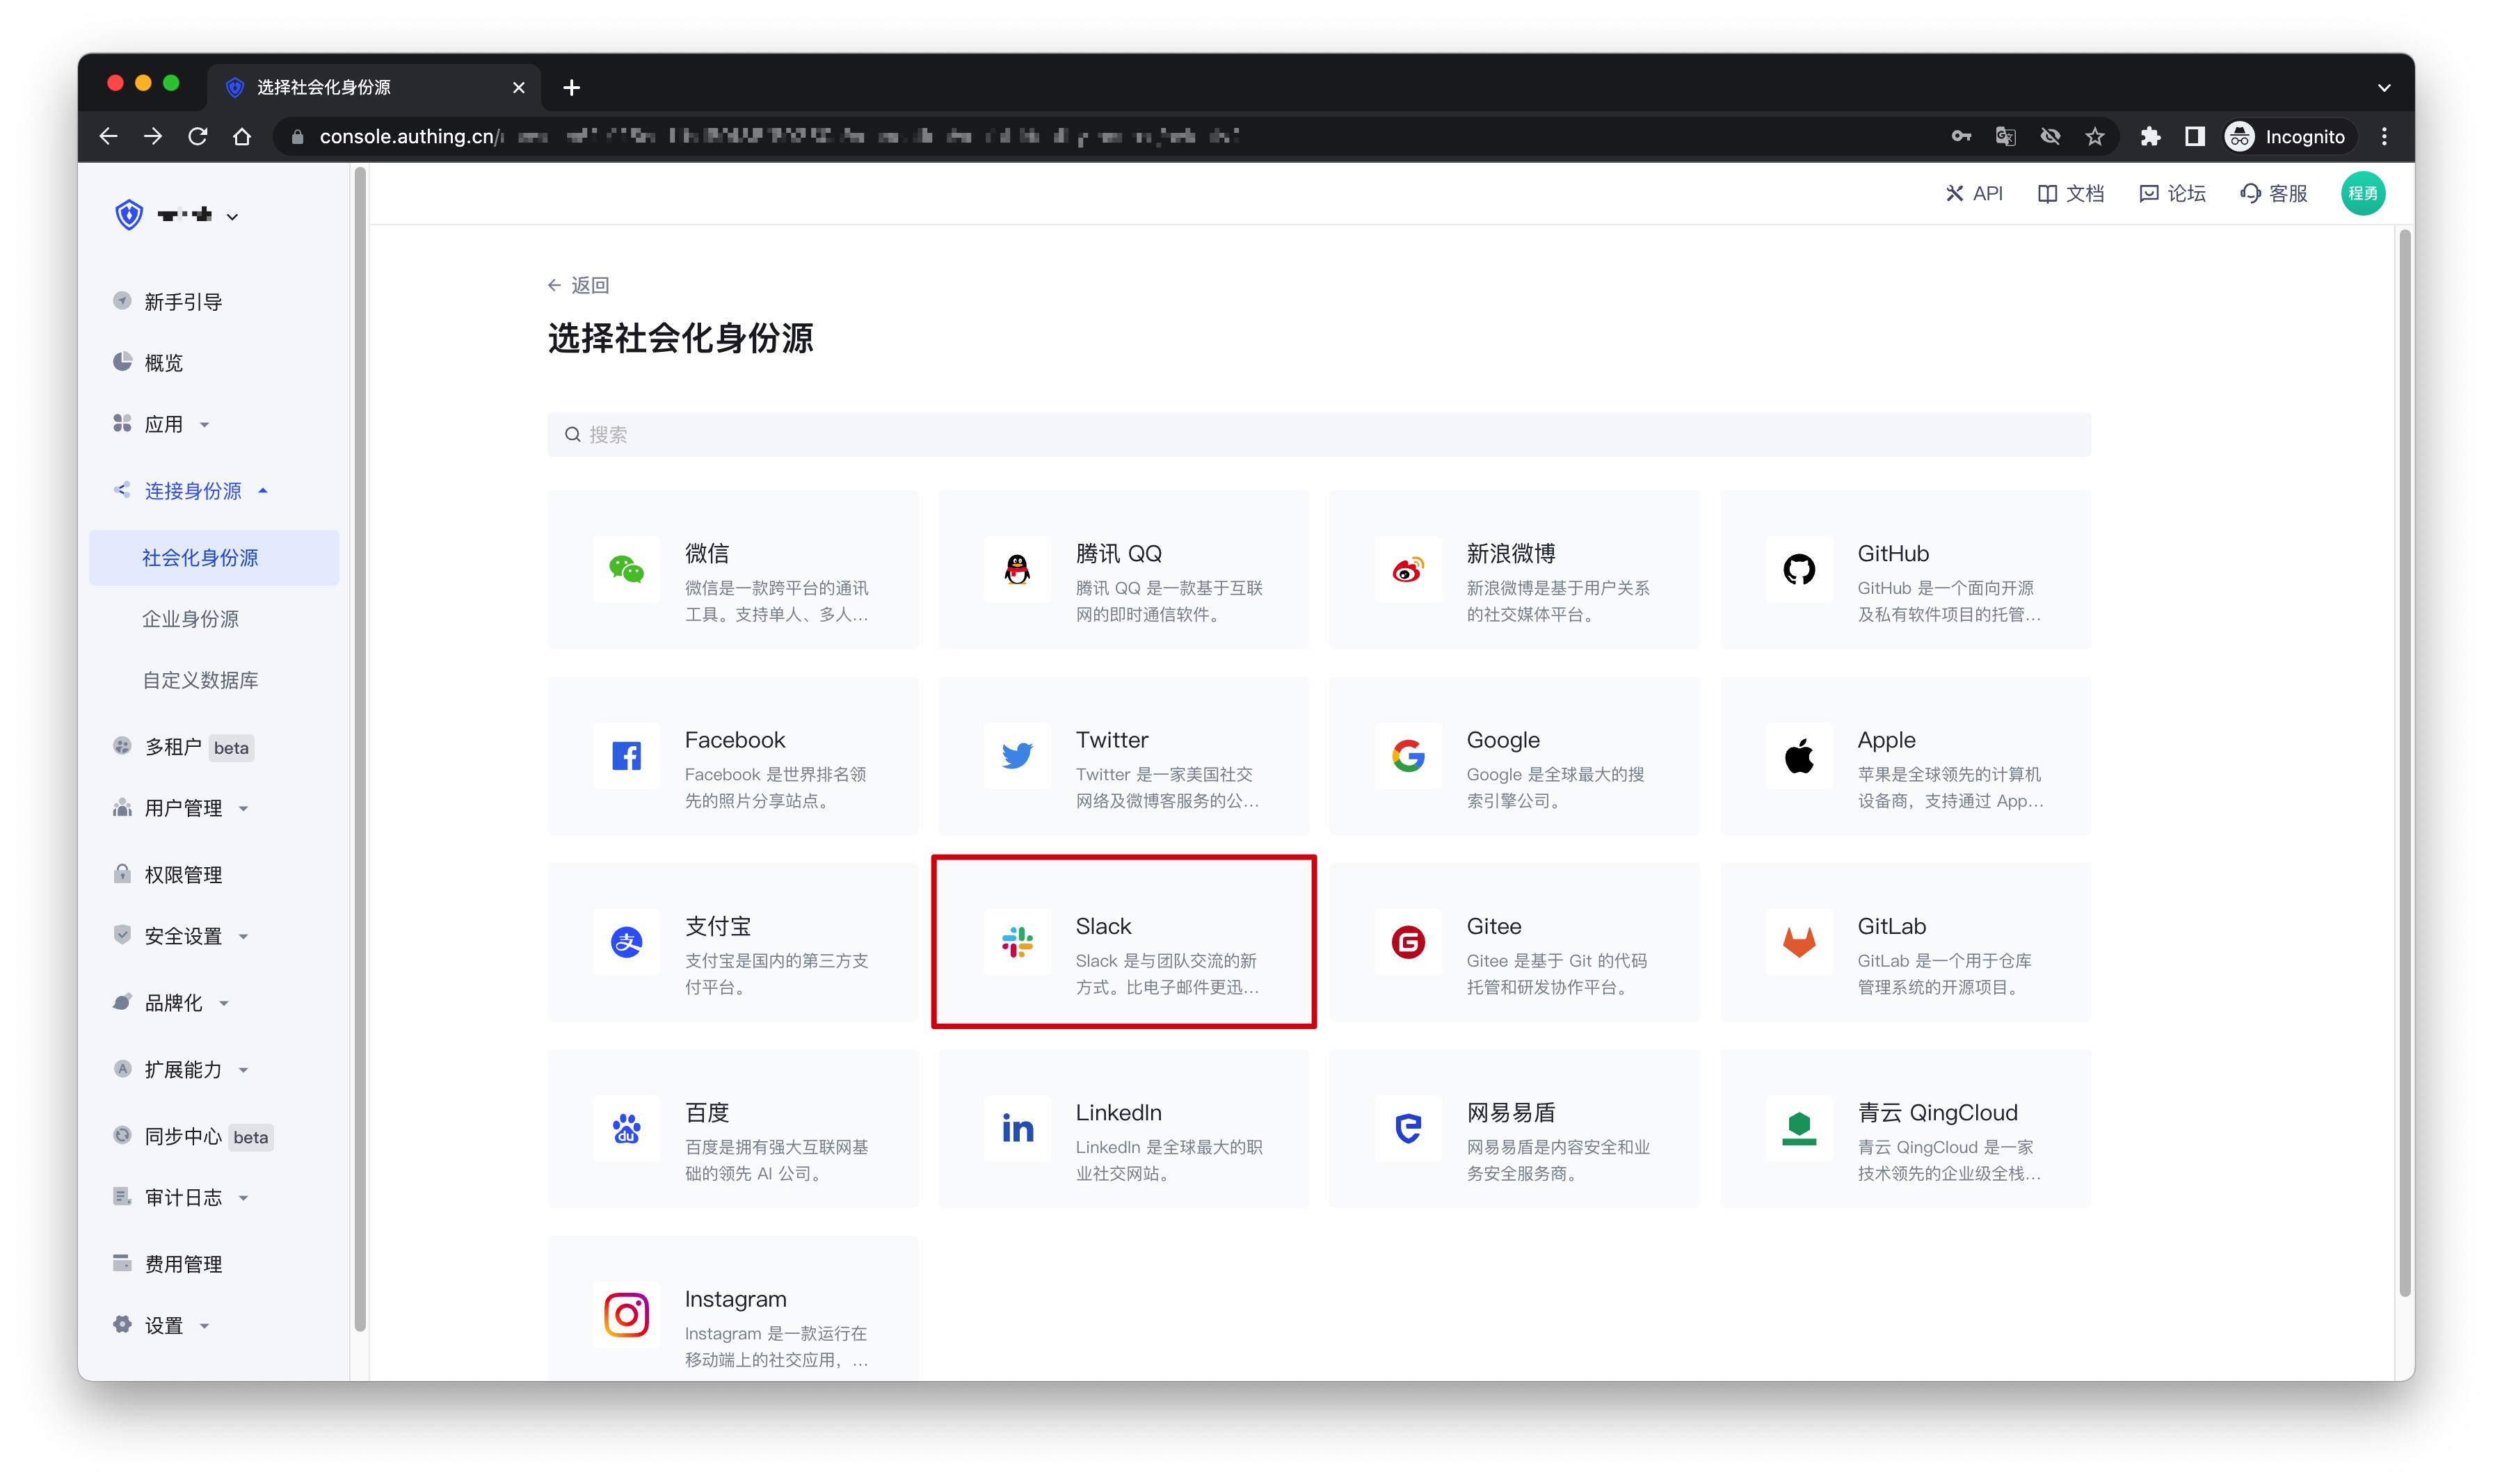 选择社会化身份源
console.authing.cn/
Incognito
API
文档
论坛
客服
程勇
新手引导
概览
应用
连接身份源
社会化身份源
企业身份源
自定义数据库
多租户 beta
用户管理
权限管理
安全设置
品牌化
扩展能力
同步中心 beta
审计日志
费用管理
设置
返回
选择社会化身份源
搜索
微信
微信是一款跨平台的通讯
工具。支持单人、多人...
腾讯 QQ
腾讯 QQ 是一款基于互联
网的即时通信软件。
新浪微博
新浪微博是基于用户关系
的社交媒体平台。
GitHub
GitHub 是一个面向开源
及私有软件项目的托管...
Facebook
Facebook 是世界排名领
先的照片分享站点。
Twitter
Twitter 是一家美国社交
网络及微博客服务的公...
Google
Google 是全球最大的搜
索引擎公司。
Apple
苹果是全球领先的计算机
设备商，支持通过 App...
支付宝
支付宝是国内的第三方支
付平台。
Slack
Slack 是与团队交流的新
方式。比电子邮件更迅...
Gitee
Gitee 是基于 Git 的代码
托管和研发协作平台。
GitLab
GitLab 是一个用于仓库
管理系统的开源项目。
百度
百度是拥有强大互联网基
础的领先 AI 公司。
LinkedIn
LinkedIn 是全球最大的职
业社交网站。
网易易盾
网易易盾是内容安全和业
务安全服务商。
青云 QingCloud
青云 QingCloud 是一家
技术领先的企业级全栈...
Instagram
Instagram 是一款运行在
移动端上的社交应用，...